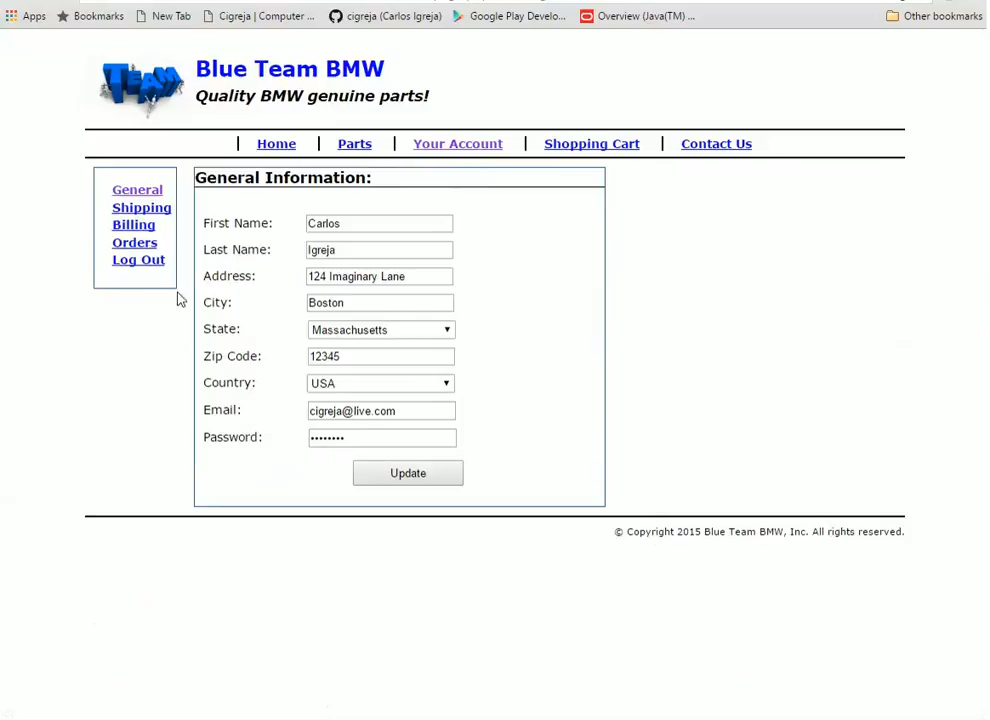 Apps Bookmarks New Tab Cigreja | Computer ... cigreja (Carlos Igreja) Google Play Develo... Overview (Java(TM) ... Other bookmarks
TEAM
Blue Team BMW
Quality BMW genuine parts!
Home | Parts | Your Account | Shopping Cart | Contact Us
General
Shipping
Billing
Orders
Log Out
General Information:
First Name: Carlos
Last Name: Igreja
Address: 124 Imaginary Lane
City: Boston
State: Massachusetts
Zip Code: 12345
Country: USA
Email: cigreja@live.com
Password: ••••••••
Update
© Copyright 2015 Blue Team BMW, Inc. All rights reserved.